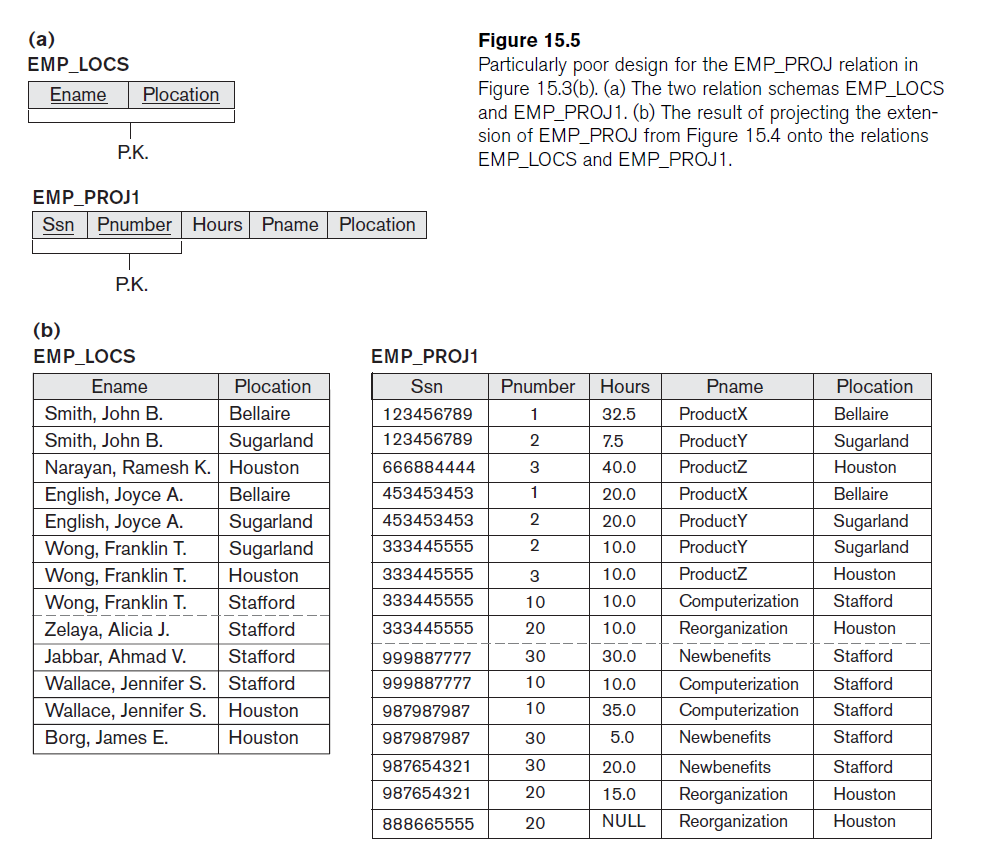 (a)
EMP_LOCS
Ename Plocation
P.K.
EMP_PROJ1
Ssn Pnumber Hours Pname Plocation
P.K.
Figure 15.5
Particularly poor design for the EMP_PROJ relation in
Figure 15.3(b). (a) The two relation schemas EMP_LOCS
and EMP_PROJ1. (b) The result of projecting the exten-
sion of EMP_PROJ from Figure 15.4 onto the relations
EMP_LOCS and EMP_PROJ1.
(b)
EMP_LOCS
Ename Plocation
Smith, John B. Bellaire
Smith, John B. Sugarland
Narayan, Ramesh K. Houston
English, Joyce A. Bellaire
English, Joyce A. Sugarland
Wong, Franklin T. Sugarland
Wong, Franklin T. Houston
Wong, Franklin T. Stafford
Zelaya, Alicia J. Stafford
Jabbar, Ahmad V. Stafford
Wallace, Jennifer S. Stafford
Wallace, Jennifer S. Houston
Borg, James E. Houston
EMP_PROJ1
Ssn Pnumber Hours Pname Plocation
123456789 1 32.5 ProductX Bellaire
123456789 2 7.5 ProductY Sugarland
666884444 3 40.0 ProductZ Houston
453453453 1 20.0 ProductX Bellaire
453453453 2 20.0 ProductY Sugarland
333445555 2 10.0 ProductY Sugarland
333445555 3 10.0 ProductZ Houston
333445555 10 10.0 Computerization Stafford
333445555 20 10.0 Reorganization Houston
999887777 30 30.0 Newbenefits Stafford
999887777 10 10.0 Computerization Stafford
987987987 10 35.0 Computerization Stafford
987987987 30 5.0 Newbenefits Stafford
987654321 30 20.0 Newbenefits Stafford
987654321 20 15.0 Reorganization Houston
888665555 20 NULL Reorganization Houston